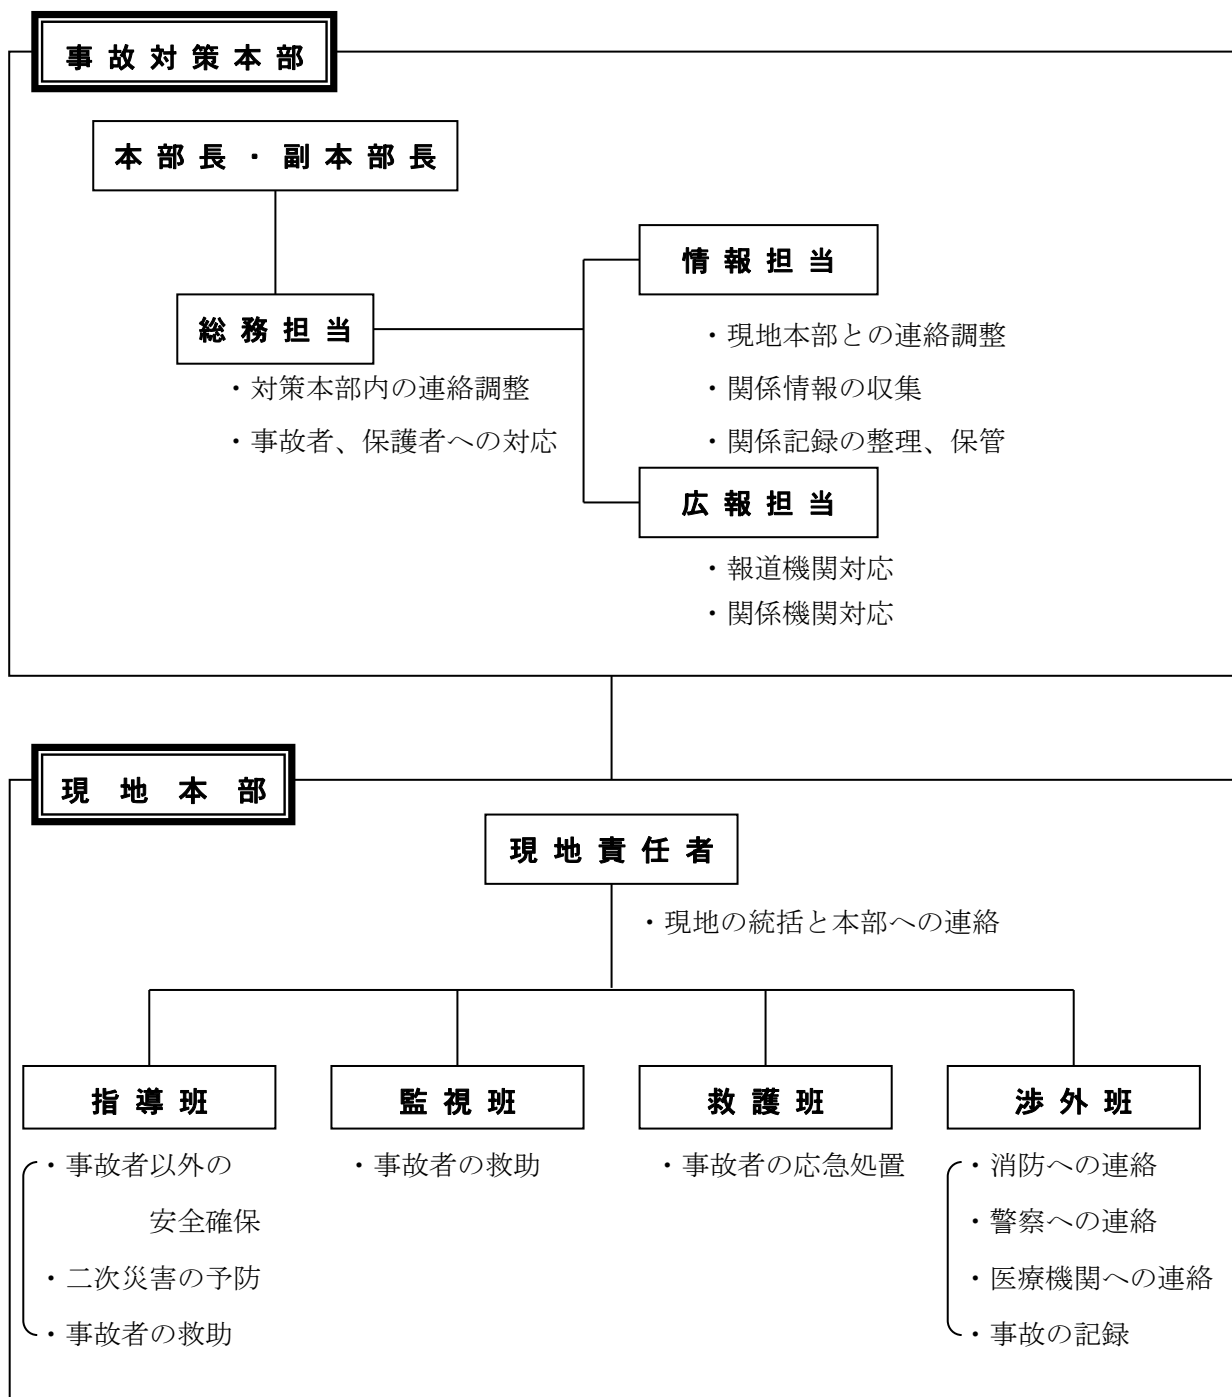 事故対策本部
本部長・副本部長
情報担当
総務担当
・現地本部との連絡調整
・対策本部内の連絡調整
・関係情報の収集
・事故者、保護者への対応
・関係記録の整理、保管
広報担当
・報道機関対応
・関係機関対応
現地本部
現地責任者
・現地の統括と本部への連絡
指導班
監視班
救護班
渉外班
・事故者以外の
安全確保
・二次災害の予防
・事故者の救助
・事故者の救助
・事故者の応急処置
・消防への連絡
・警察への連絡
・医療機関への連絡
・事故の記録